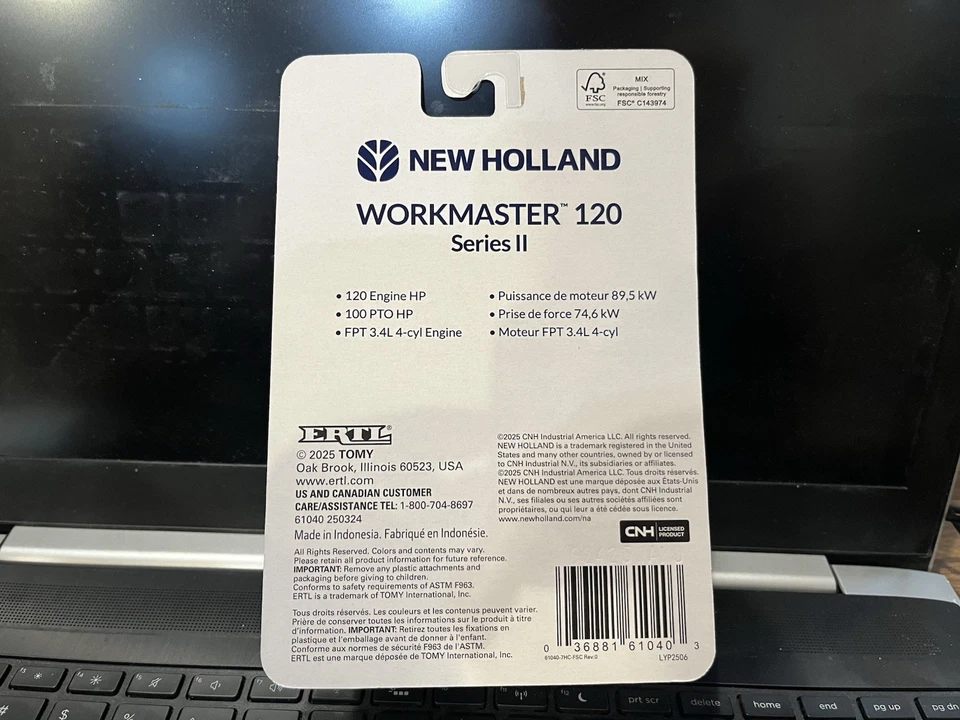 MIX
Packaging | Supporting
responsible forestry
FSC
www.fsc.org
FSC® C143974
NEW HOLLAND
WORKMASTER™ 120
Series II
• 120 Engine HP
• 100 PTO HP
• FPT 3.4L 4-cyl Engine
• Puissance de moteur 89,5 kW
• Prise de force 74,6 kW
• Moteur FPT 3.4L 4-cyl
ERTL®
© 2025 TOMY
Oak Brook, Illinois 60523, USA
www.ertl.com
US AND CANADIAN CUSTOMER
CARE/ASSISTANCE TEL: 1-800-704-8697
61040 250324
Made in Indonesia. Fabriqué en Indonésie.
All Rights Reserved. Colors and contents may vary.
Please retain all product information for future reference.
IMPORTANT: Remove any plastic attachments and
packaging before giving to children.
Conforms to safety requirements of ASTM F963.
ERTL is a trademark of TOMY International, Inc.
Tous droits réservés. Les couleurs et les contenus peuvent varier.
Prière de conserver toutes les informations sur le produit à titre
d'information. IMPORTANT: Retirez toutes les fixations en
plastique et l'emballage avant de donner à l'enfant.
Conforme aux normes de sécurité F963 de l'ASTM.
ERTL est une marque déposée de TOMY International, Inc.
©2025 CNH Industrial America LLC. All rights reserved.
NEW HOLLAND is a trademark registered in the United
States and many other countries, owned by or licensed
to CNH Industrial N.V., its subsidiaries or affiliates.
©2025 CNH Industrial America LLC. Tous droits réservés.
NEW HOLLAND est une marque déposée aux États-Unis
et dans de nombreux autres pays, dont CNH Industrial
N.V., ses filiales ou ses autres sociétés affiliées sont
propriétaires, ou qui leur a été cédée sous licence.
www.newholland.com/na
CNH LICENSED
PRODUCT
0 36881 61040 3
61040-7HC-FSC Rev:0
LYP2506
prt scr
delete
home
end
pg up
pg dn